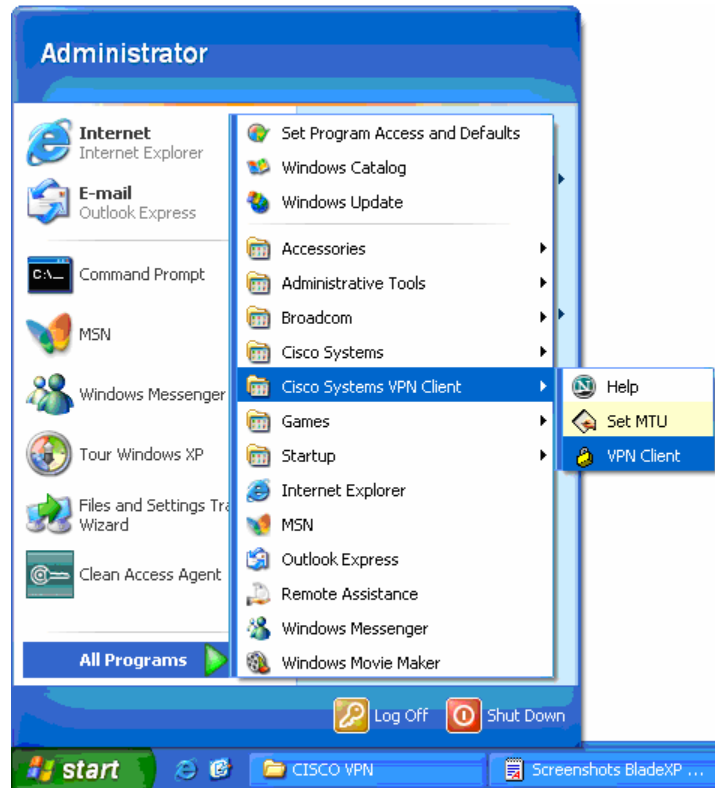 Administrator
Internet
Internet Explorer
E-mail
Outlook Express
C:\_
Command Prompt
MSN
Windows Messenger
Tour Windows XP
Files and Settings Tra
Wizard
Clean Access Agent
All Programs
Set Program Access and Defaults
Windows Catalog
Windows Update
Accessories
Administrative Tools
Broadcom
Cisco Systems
Cisco Systems VPN Client
Games
Startup
Internet Explorer
MSN
Outlook Express
Remote Assistance
Windows Messenger
Windows Movie Maker
Help
Set MTU
VPN Client
Log Off
Shut Down
start
CISCO VPN
Screenshots BladeXP ...